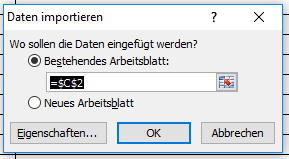 Daten importieren
Wo sollen die Daten eingefügt werden?
Bestehendes Arbeitsblatt:
=$C$2
Neues Arbeitsblatt
Eigenschaften... OK Abbrechen